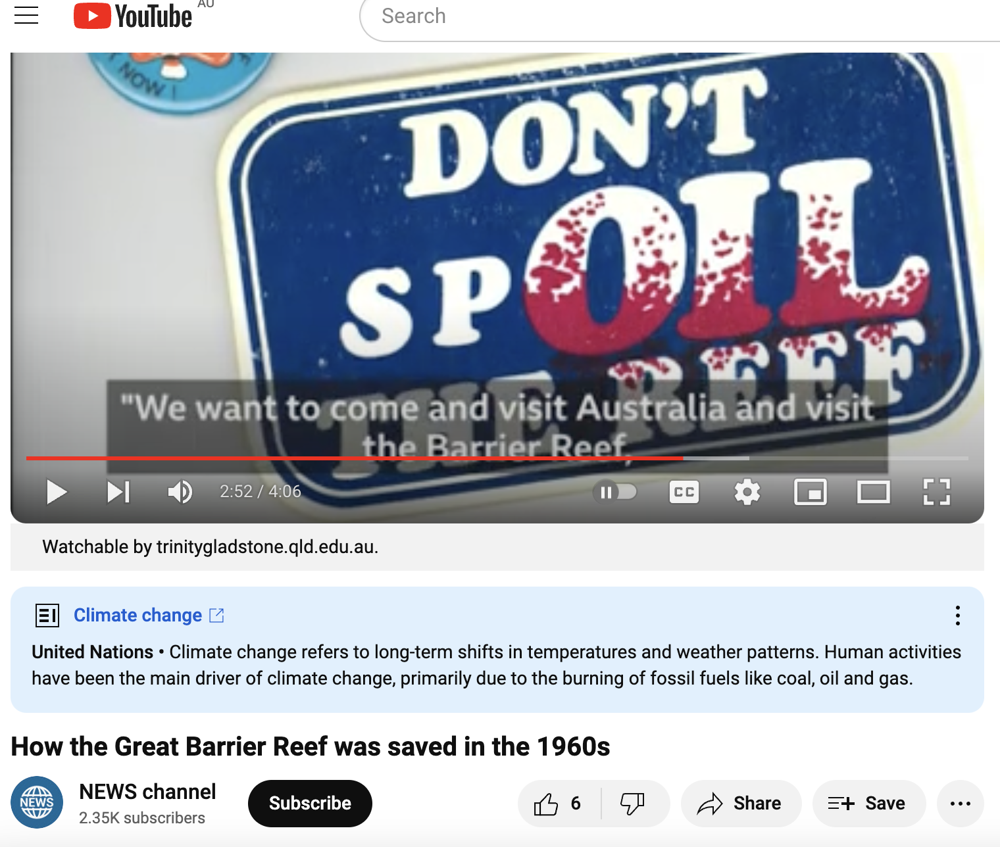 YouTube AU
Search
NOW !
DON'T
SPOIL
THE REEF
"We want to come and visit Australia and visit
the Barrier Reef,
2:52 / 4:06
CC
Watchable by trinitygladstone.qld.edu.au.
Climate change
United Nations • Climate change refers to long-term shifts in temperatures and weather patterns. Human activities
have been the main driver of climate change, primarily due to the burning of fossil fuels like coal, oil and gas.
How the Great Barrier Reef was saved in the 1960s
NEWS
NEWS channel
2.35K subscribers
Subscribe
6
Share
Save